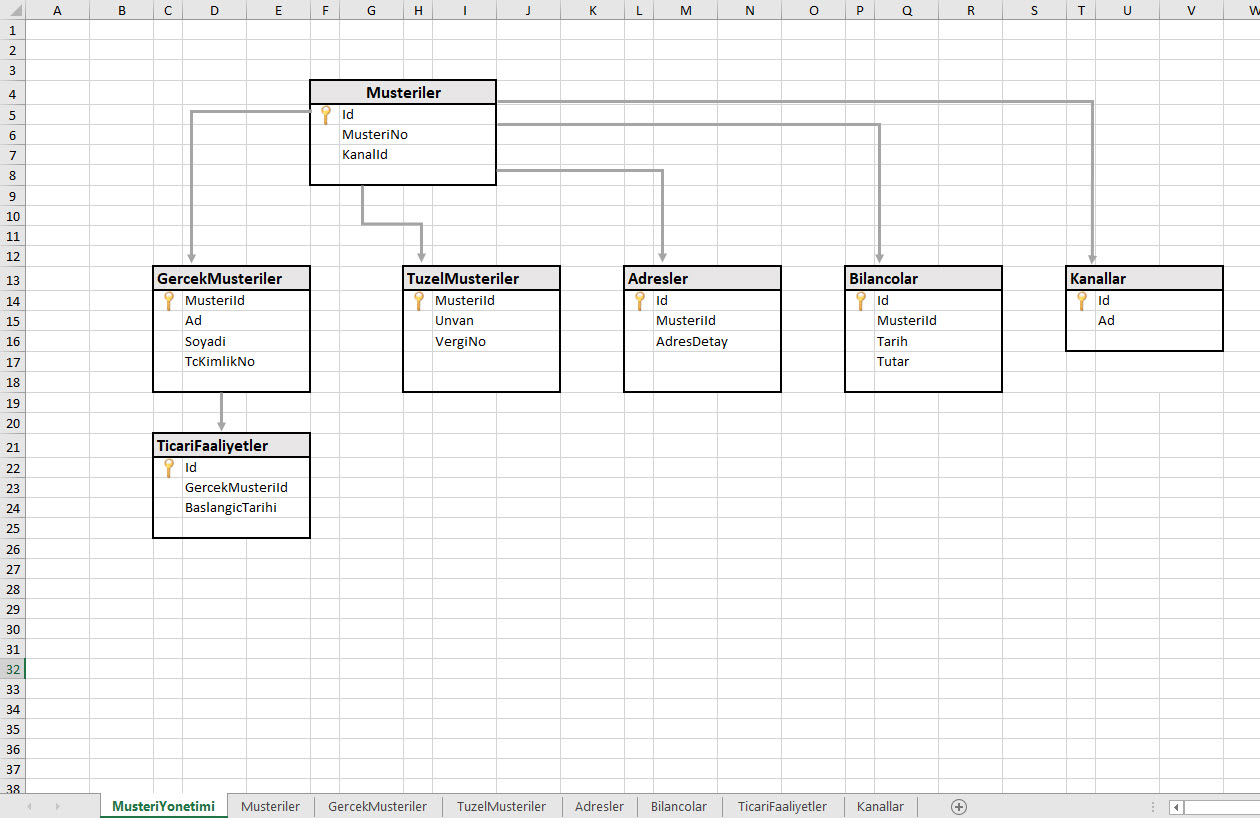 A B C D E F G H I J K L M N O P Q R S T U V W
1
2
3
4 Musteriler
5 Id
6 MusteriNo
7 KanalId
8
9
10
11
12
13 GercekMusteriler TuzelMusteriler Adresler Bilancolar Kanallar
14 MusteriId MusteriId Id Id Id
15 Ad Unvan MusteriId MusteriId Ad
16 Soyadi VergiNo AdresDetay Tarih
17 TcKimlikNo Tutar
18
19
20
21 TicariFaaliyetler
22 Id
23 GercekMusteriId
24 BaslangicTarihi
25
26
27
28
29
30
31
32
33
34
35
36
37
38
MusteriYonetimi Musteriler GercekMusteriler TuzelMusteriler Adresler Bilancolar TicariFaaliyetler Kanallar